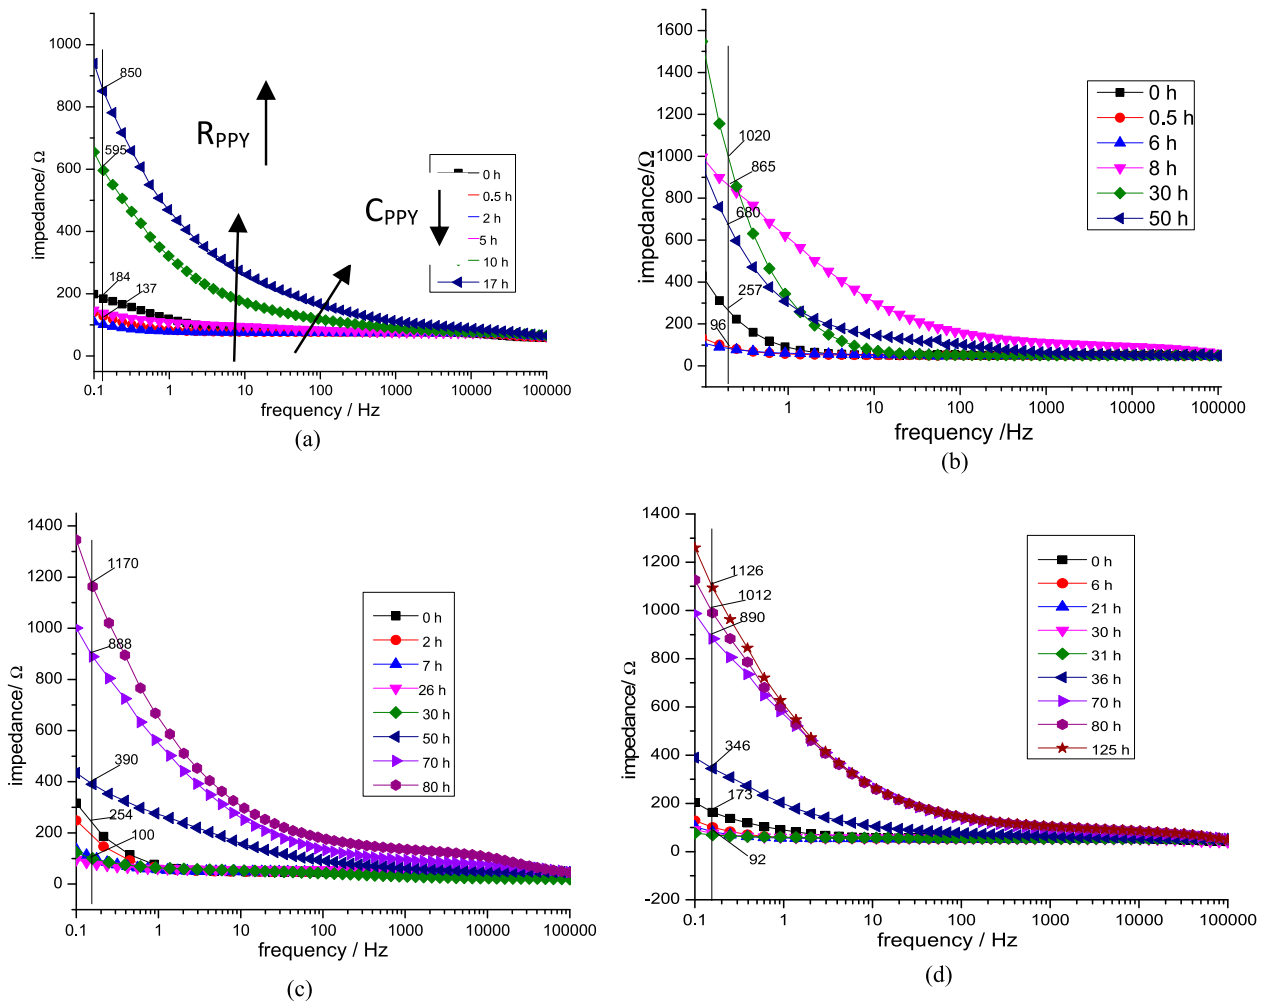 1000
800
600
400
200
0
impedance/ Ω
850
595
184
137
R_PPY
C_PPY
0 h
0.5 h
2 h
5 h
10 h
17 h
0.1
1
10
100
1000
10000
100000
frequency / Hz
(a)
1600
1400
1200
1000
800
600
400
200
0
impedance/Ω
1020
865
680
257
96
0 h
0.5 h
6 h
8 h
30 h
50 h
1
10
100
1000
10000
100000
frequency /Hz
(b)
1400
1200
1000
800
600
400
200
0
impedance/ Ω
1170
888
390
254
100
0 h
2 h
7 h
26 h
30 h
50 h
70 h
80 h
0.1
1
10
100
1000
10000
100000
frequency / Hz
(c)
1400
1200
1000
800
600
400
200
0
-200
impedance/ Ω
1126
1012
890
346
173
92
0 h
6 h
21 h
30 h
31 h
36 h
70 h
80 h
125 h
0.1
1
10
100
1000
10000
100000
frequency / Hz
(d)